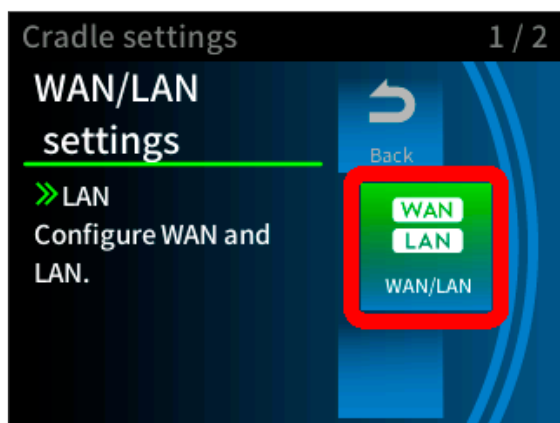 Cradle settings 1 / 2
WAN/LAN
settings
Back
»LAN
Configure WAN and
LAN.
WAN
LAN
WAN/LAN